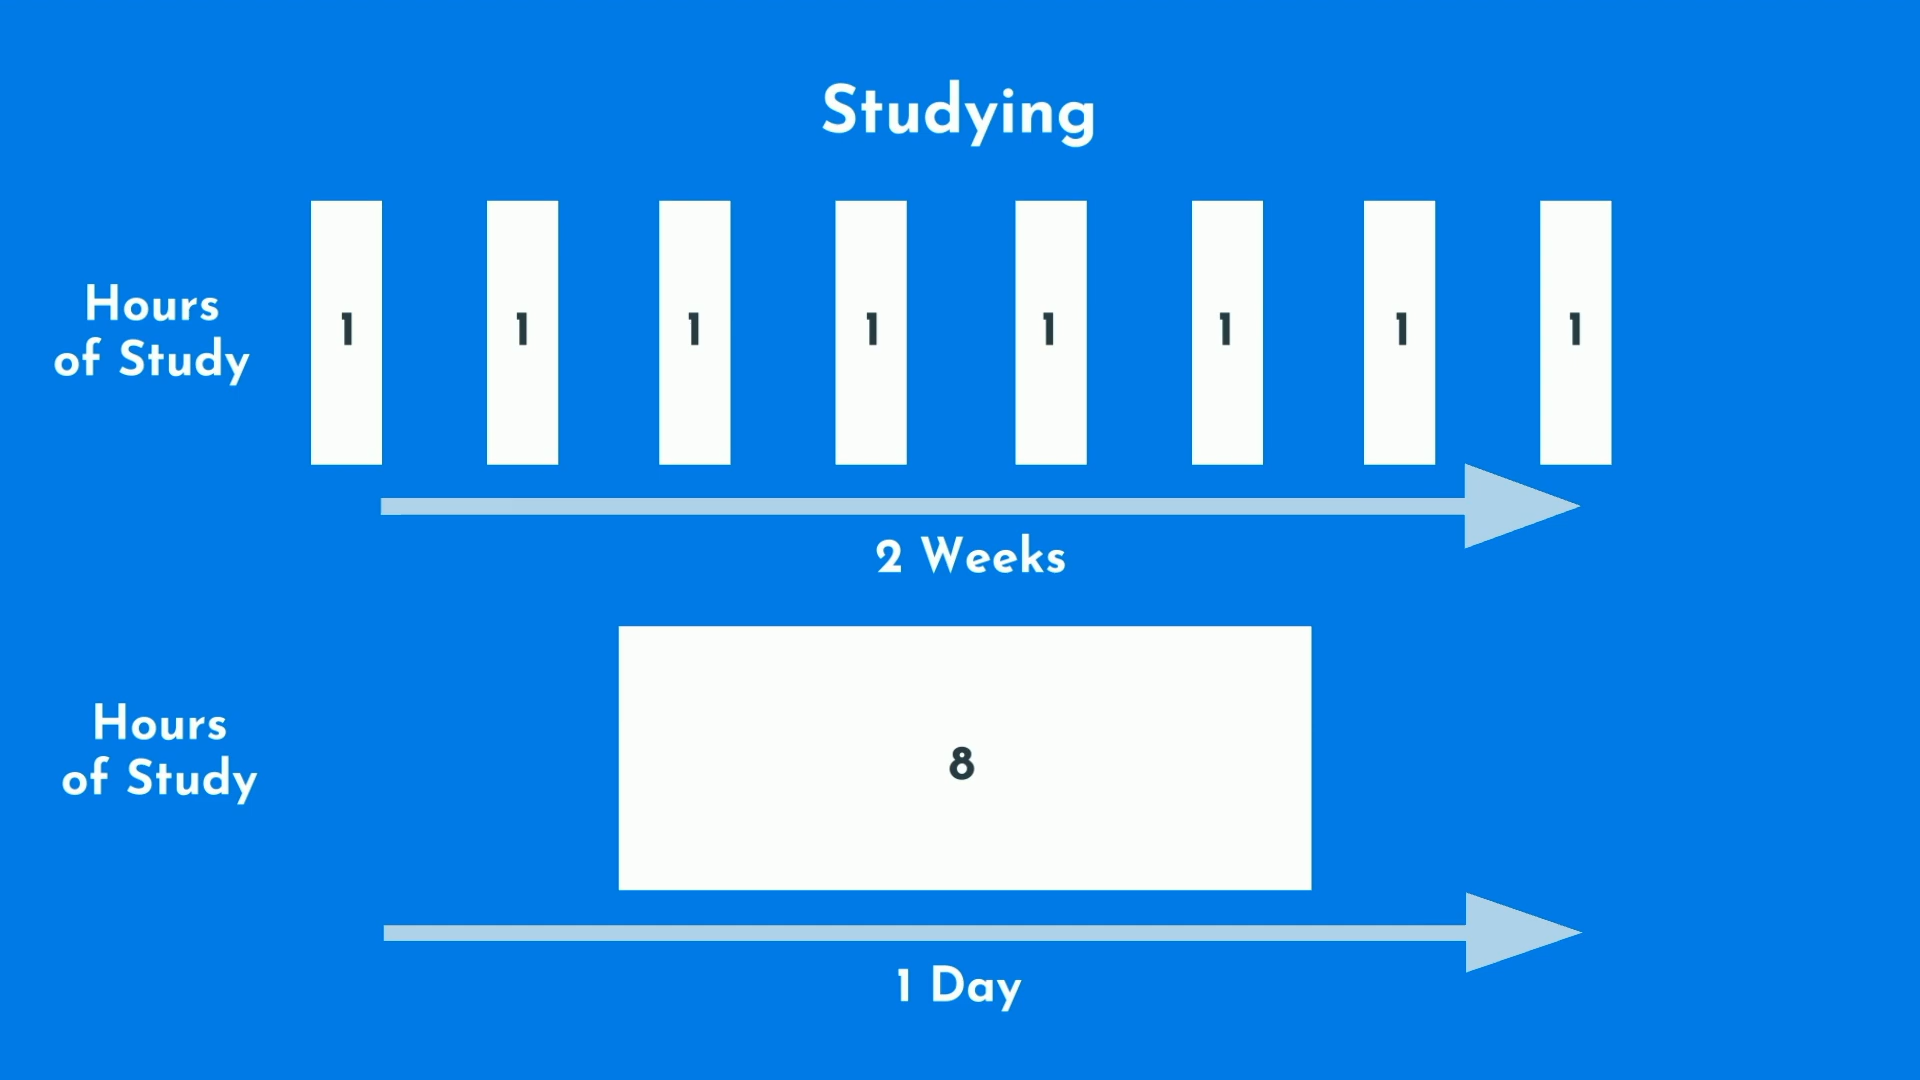 Studying
Hours
of Study
1 1 1 1 1 1 1 1
2 Weeks
Hours
of Study
8
1 Day